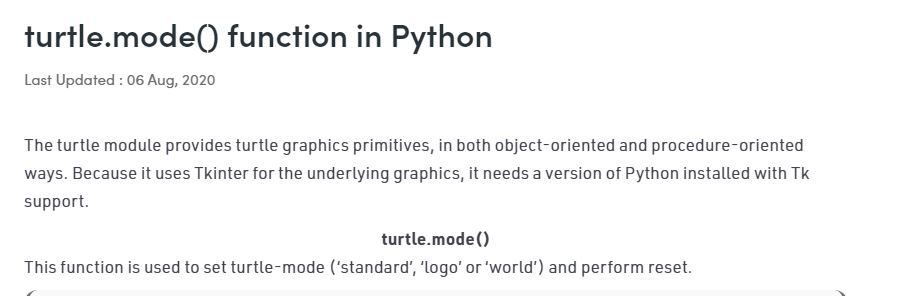 turtle.mode() function in Python
Last Updated : 06 Aug, 2020
The turtle module provides turtle graphics primitives, in both object-oriented and procedure-oriented
ways. Because it uses Tkinter for the underlying graphics, it needs a version of Python installed with Tk
support.
turtle.mode()
This function is used to set turtle-mode (‘standard’, ‘logo’ or ‘world’) and perform reset.